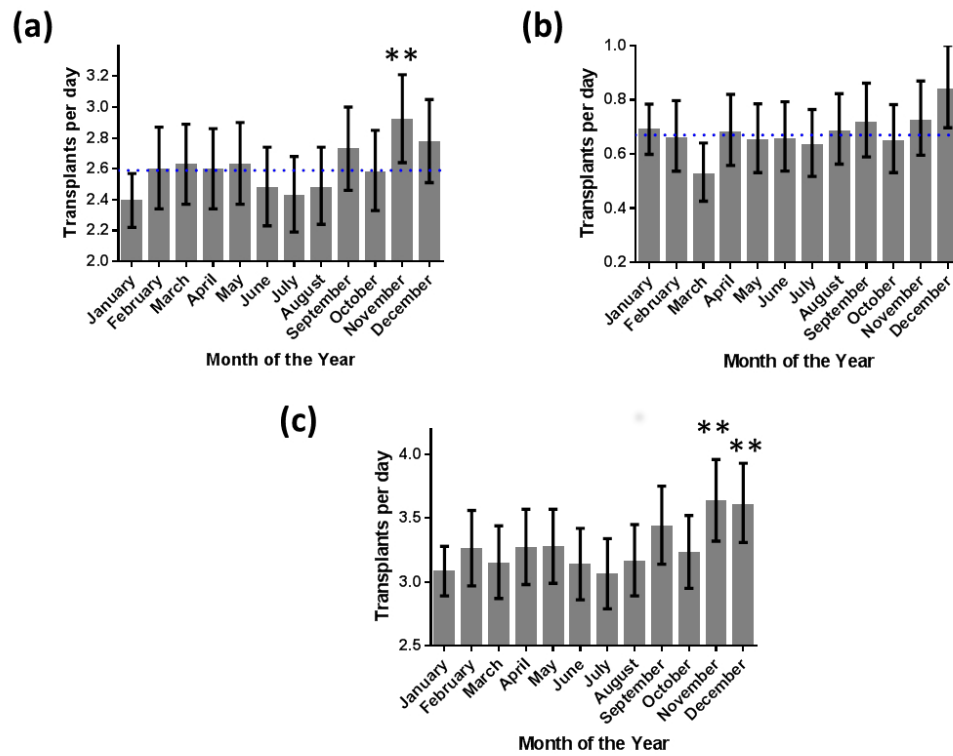 (a)
Transplants per day
3.2
3.0
2.8
2.6
2.4
2.2
2.0
**
January
February
March
April
May
June
July
August
September
October
November
December
Month of the Year
(b)
Transplants per day
1.0
0.8
0.6
0.4
0.2
January
February
March
April
May
June
July
August
September
October
November
December
Month of the Year
(c)
Transplants per day
4.0
3.5
3.0
2.5
**
**
January
February
March
April
May
June
July
August
September
October
November
December
Month of the Year